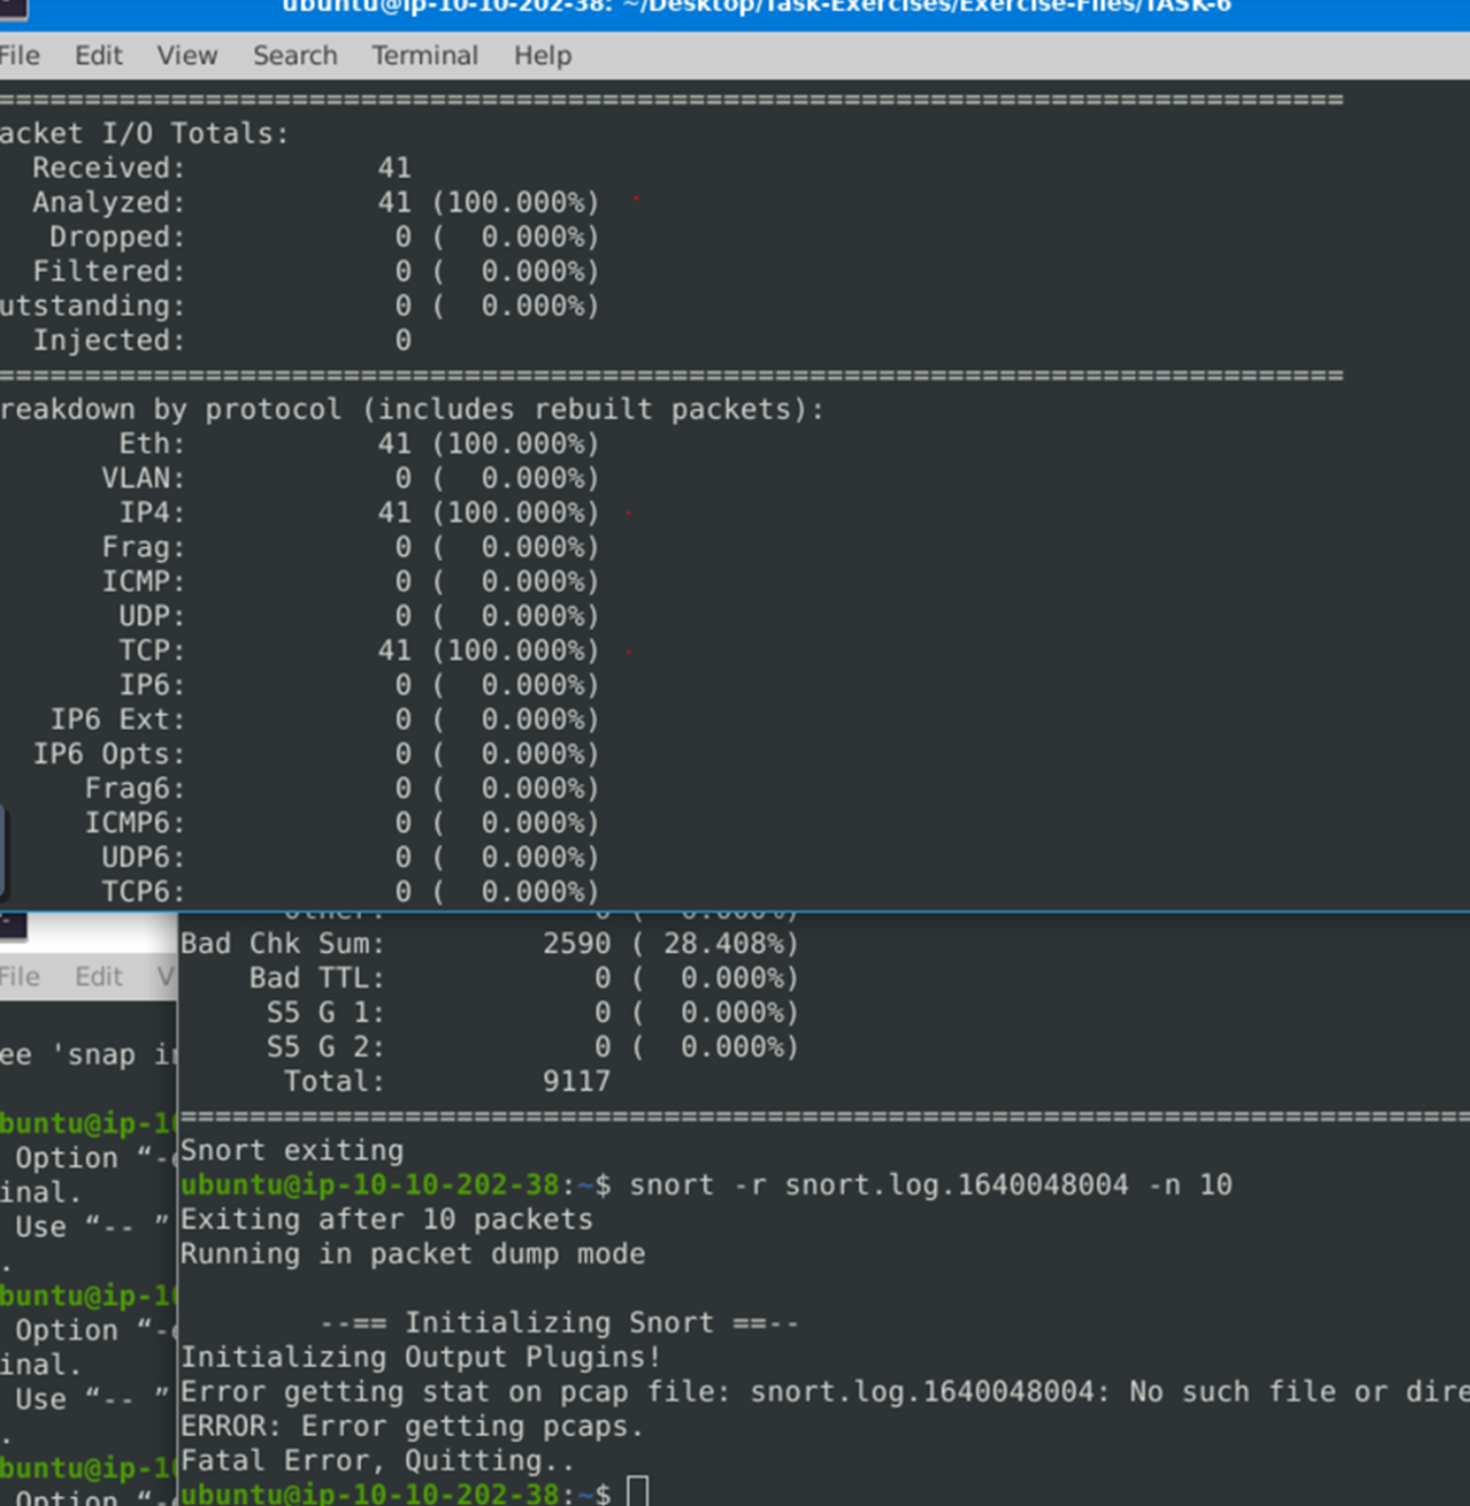 ubuntu@ip-10-10-202-38: ~/Desktop/Task-Exercises/Exercise-Files/TASK-6
File Edit View Search Terminal Help
==============================================================================
acket I/O Totals:
Received: 41
Analyzed: 41 (100.000%)
Dropped: 0 ( 0.000%)
Filtered: 0 ( 0.000%)
utstanding: 0 ( 0.000%)
Injected: 0
==============================================================================
reakdown by protocol (includes rebuilt packets):
Eth: 41 (100.000%)
VLAN: 0 ( 0.000%)
IP4: 41 (100.000%)
Frag: 0 ( 0.000%)
ICMP: 0 ( 0.000%)
UDP: 0 ( 0.000%)
TCP: 41 (100.000%)
IP6: 0 ( 0.000%)
IP6 Ext: 0 ( 0.000%)
IP6 Opts: 0 ( 0.000%)
Frag6: 0 ( 0.000%)
ICMP6: 0 ( 0.000%)
UDP6: 0 ( 0.000%)
TCP6: 0 ( 0.000%)
Other: 0 ( 0.000%)
Bad Chk Sum: 2590 ( 28.408%)
Bad TTL: 0 ( 0.000%)
S5 G 1: 0 ( 0.000%)
S5 G 2: 0 ( 0.000%)
Total: 9117
===========================================================================
Snort exiting
ubuntu@ip-10-10-202-38:~$ snort -r snort.log.1640048004 -n 10
Exiting after 10 packets
Running in packet dump mode
--== Initializing Snort ==--
Initializing Output Plugins!
Error getting stat on pcap file: snort.log.1640048004: No such file or dire
ERROR: Error getting pcaps.
Fatal Error, Quitting..
ubuntu@ip-10-10-202-38:~$
File Edit V
ee 'snap in
buntu@ip-10
Option “-e
inal.
Use “-- ”
.
buntu@ip-10
Option “-e
inal.
Use “-- ”
.
buntu@ip-10
Option “-